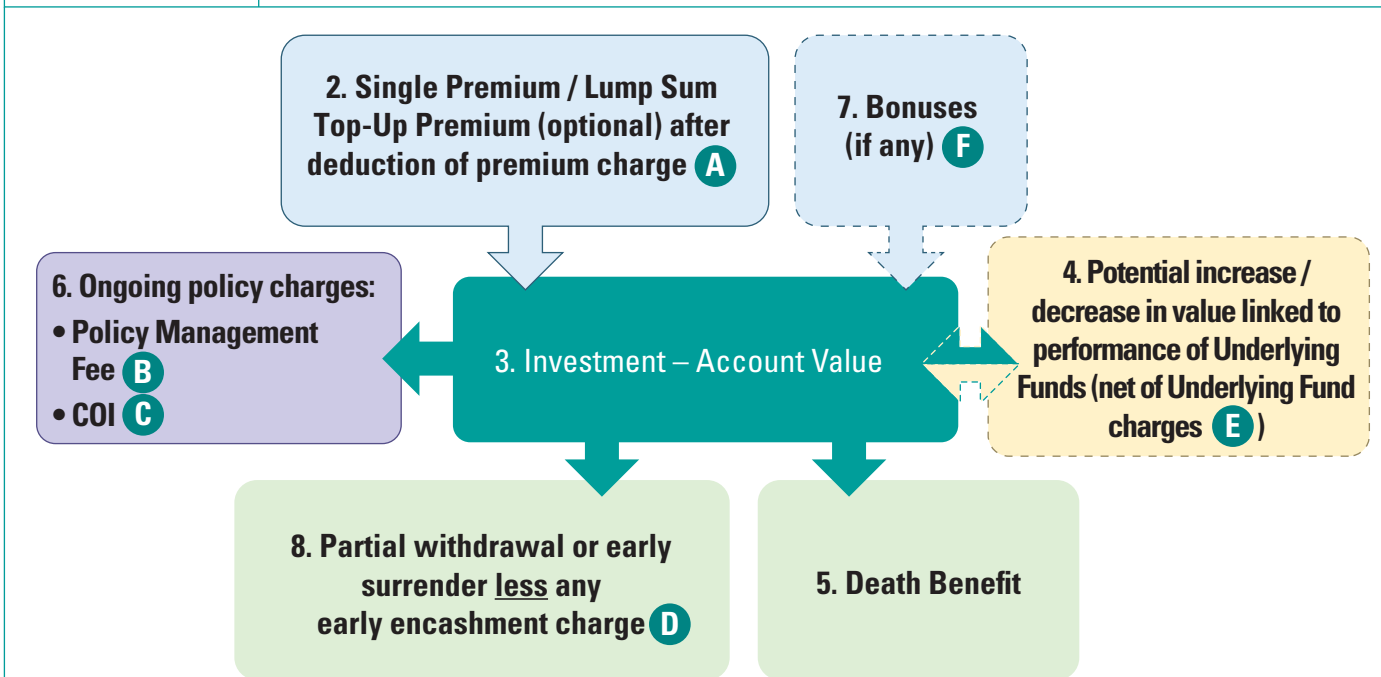 2. Single Premium / Lump Sum
Top-Up Premium (optional) after
deduction of premium charge A
7. Bonuses
(if any) F
6. Ongoing policy charges:
• Policy Management
Fee B
• COI C
3. Investment – Account Value
4. Potential increase /
decrease in value linked to
performance of Underlying
Funds (net of Underlying Fund
charges E )
8. Partial withdrawal or early
surrender less any
early encashment charge D
5. Death Benefit